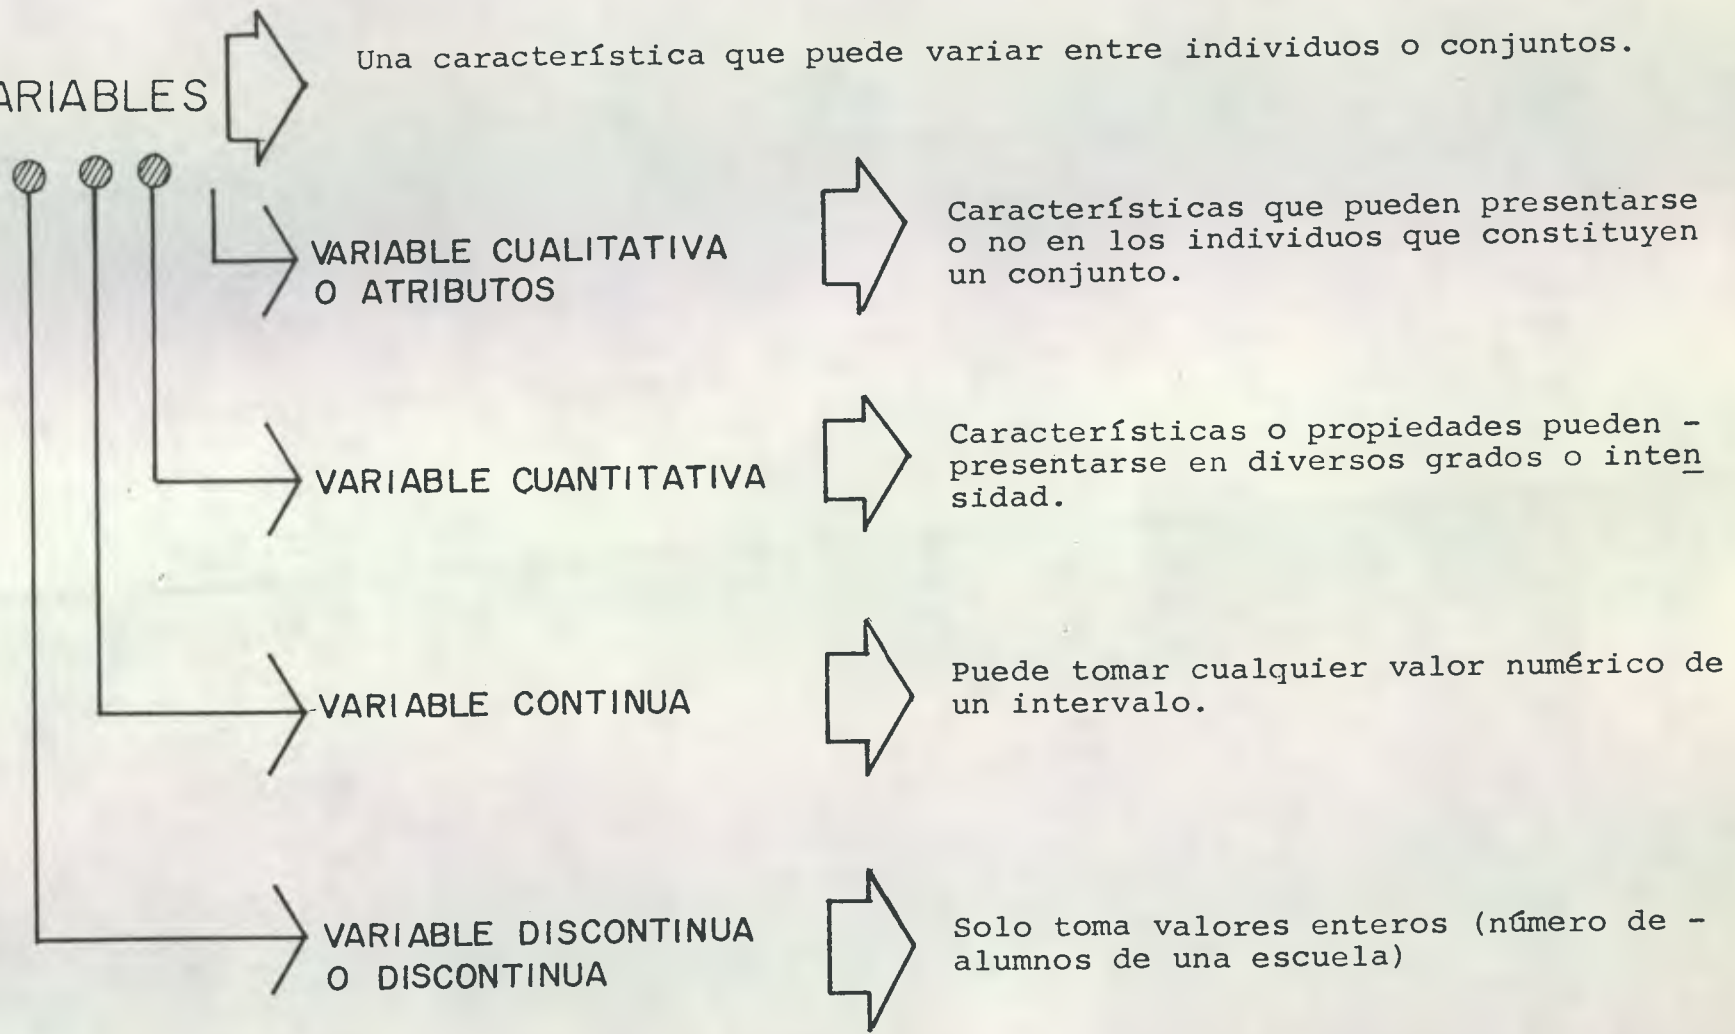 Una característica que puede variar entre individuos o conjuntos.
ARIABLES
VARIABLE CUALITATIVA
O ATRIBUTOS
Características que pueden presentarse
o no en los individuos que constituyen
un conjunto.
VARIABLE CUANTITATIVA
Características o propiedades pueden -
presentarse en diversos grados o inten
sidad.
VARIABLE CONTINUA
Puede tomar cualquier valor numérico de
un intervalo.
VARIABLE DISCONTINUA
O DISCONTINUA
Solo toma valores enteros (número de -
alumnos de una escuela)